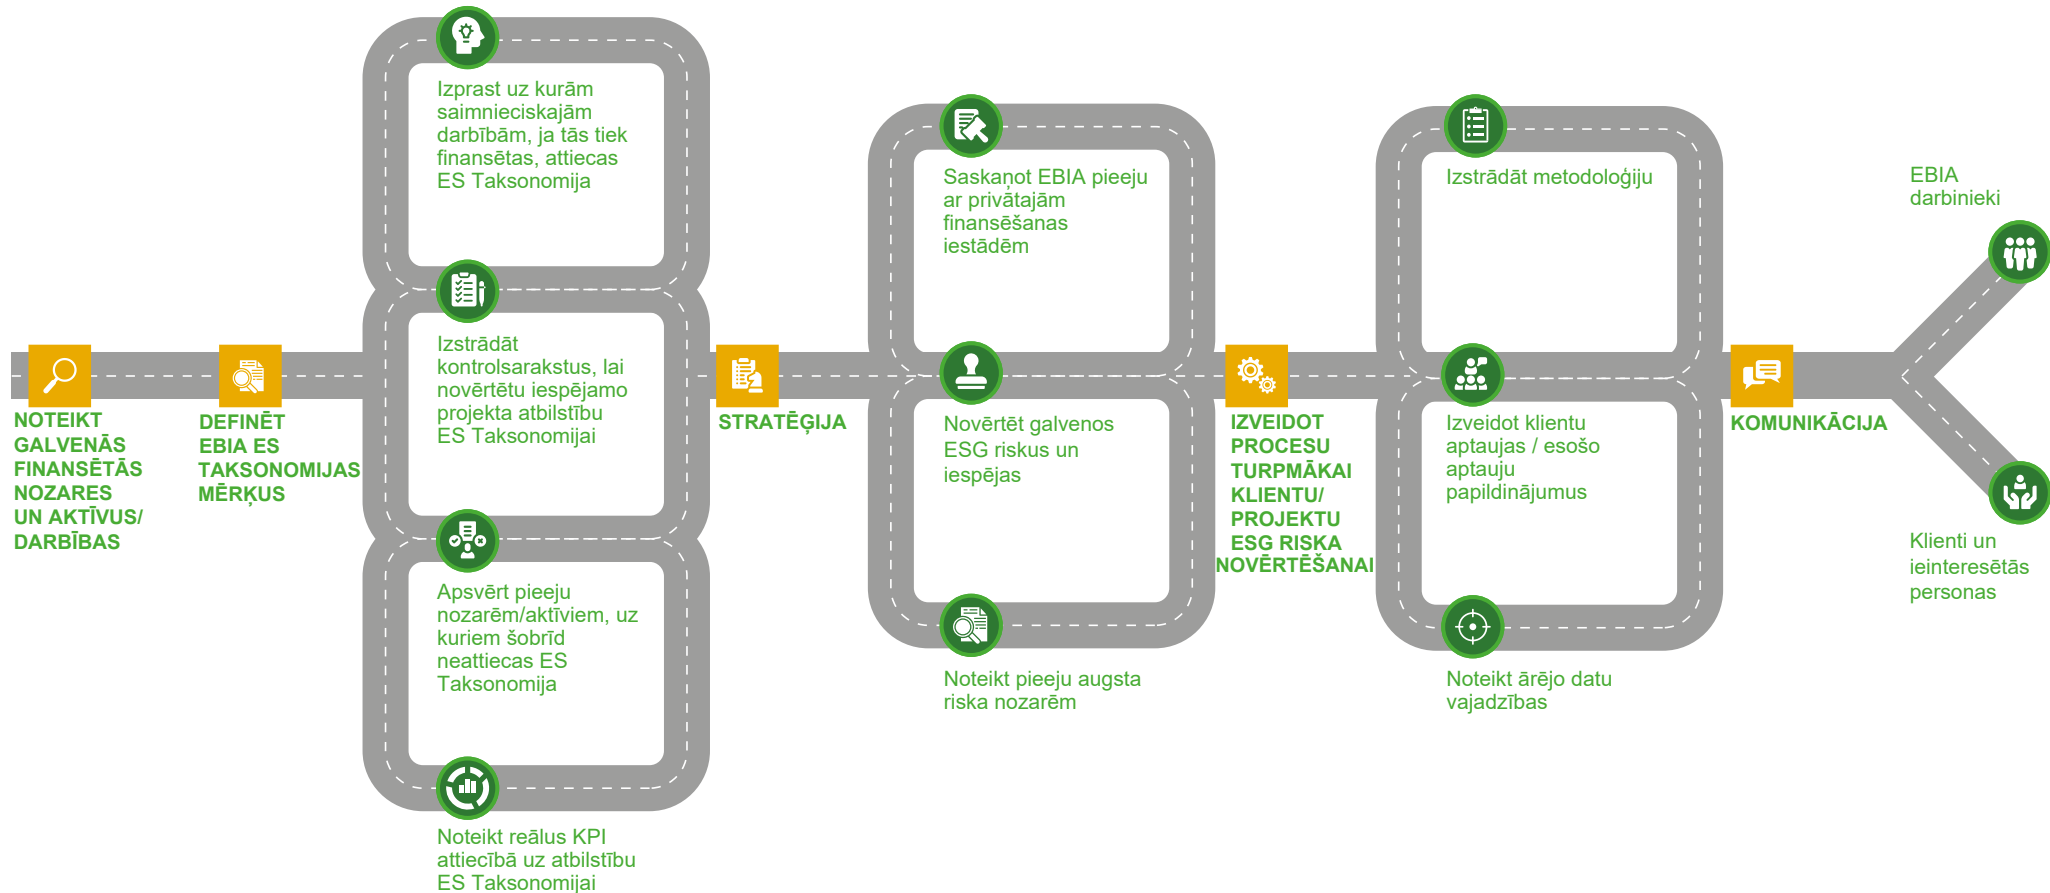 NOTEIKT
GALVENĀS
FINANSĒTĀS
NOZARES
UN AKTĪVUS/
DARBĪBAS
DEFINĒT
EBIA ES
TAKSONOMIJAS
MĒRĶUS
Izprast uz kurām
saimnieciskajām
darbībām, ja tās tiek
finansētas, attiecas
ES Taksonomija
Izstrādāt
kontrolsarakstus, lai
novērtētu iespējamo
projekta atbilstību
ES Taksonomijai
Apsvērt pieeju
nozarēm/aktīviem, uz
kuriem šobrīd
neattiecas ES
Taksonomija
Noteikt reālus KPI
attiecībā uz atbilstību
ES Taksonomijai
STRATĒĢIJA
Saskaņot EBIA pieeju
ar privātajām
finansēšanas
iestādēm
Novērtēt galvenos
ESG riskus un
iespējas
Noteikt pieeju augsta
riska nozarēm
IZVEIDOT
PROCESU
TURPMĀKAI
KLIENTU/
PROJEKTU
ESG RISKA
NOVĒRTĒŠANAI
Izstrādāt metodoloģiju
Izveidot klientu
aptaujas / esošo
aptauju
papildinājumus
Noteikt ārējo datu
vajadzības
KOMUNIKĀCIJA
EBIA
darbinieki
Klienti un
ieinteresētās
personas